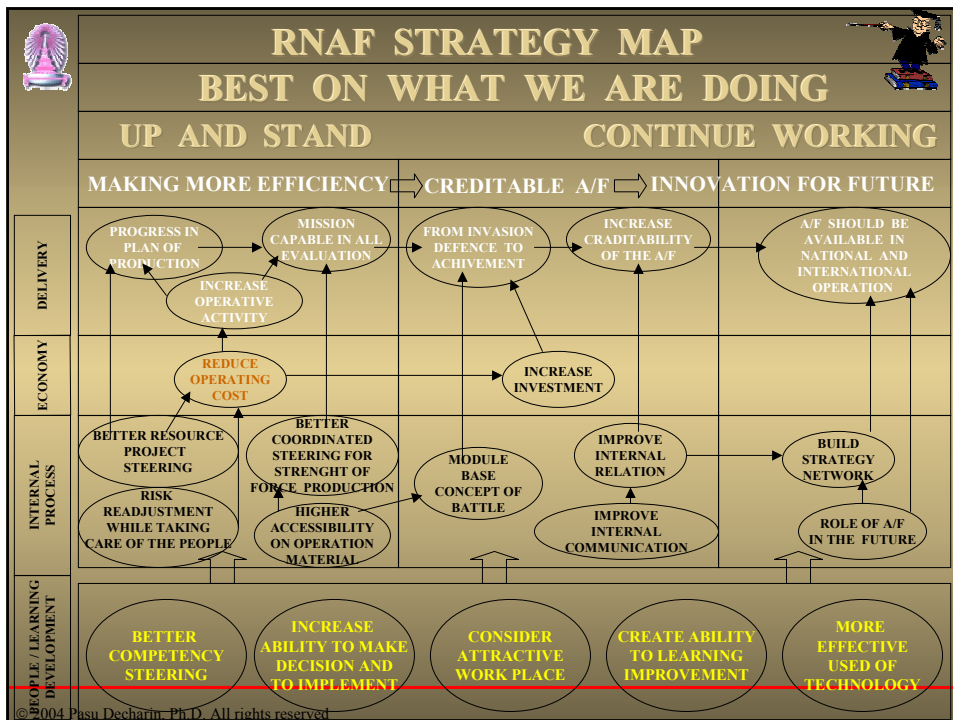 RNAF STRATEGY MAP
BEST ON WHAT WE ARE DOING
UP AND STAND
CONTINUE WORKING
MAKING MORE EFFICIENCY
CREDITABLE A/F
INNOVATION FOR FUTURE
DELIVERY
PROGRESS IN
PLAN OF
PRODUCTION
MISSION
CAPABLE IN ALL
EVALUATION
INCREASE
OPERATIVE
ACTIVITY
FROM INVASION
DEFENCE TO
ACHIVEMENT
INCREASE
CRADITABILITY
OF THE A/F
A/F SHOULD BE
AVAILABLE IN
NATIONAL AND
INTERNATIONAL
OPERATION
ECONOMY
REDUCE
OPERATING
COST
INCREASE
INVESTMENT
INTERNAL
PROCESS
BETTER RESOURCE
PROJECT
STEERING
RISK
READJUSTMENT
WHILE TAKING
CARE OF THE PEOPLE
BETTER
COORDINATED
STEERING FOR
STRENGHT OF
FORCE PRODUCTION
HIGHER
ACCESSIBILITY
ON OPERATION
MATERIAL
MODULE
BASE
CONCEPT OF
BATTLE
IMPROVE
INTERNAL
RELATION
IMPROVE
INTERNAL
COMMUNICATION
BUILD
STRATEGY
NETWORK
ROLE OF A/F
IN THE FUTURE
PEOPLE / LEARNING
DEVELOPMENT
BETTER
COMPETENCY
STEERING
INCREASE
ABILITY TO MAKE
DECISION AND
TO IMPLEMENT
CONSIDER
ATTRACTIVE
WORK PLACE
CREATE ABILITY
TO LEARNING
IMPROVEMENT
MORE
EFFECTIVE
USED OF
TECHNOLOGY
© 2004 Pasu Decharin, Ph.D. All rights reserved